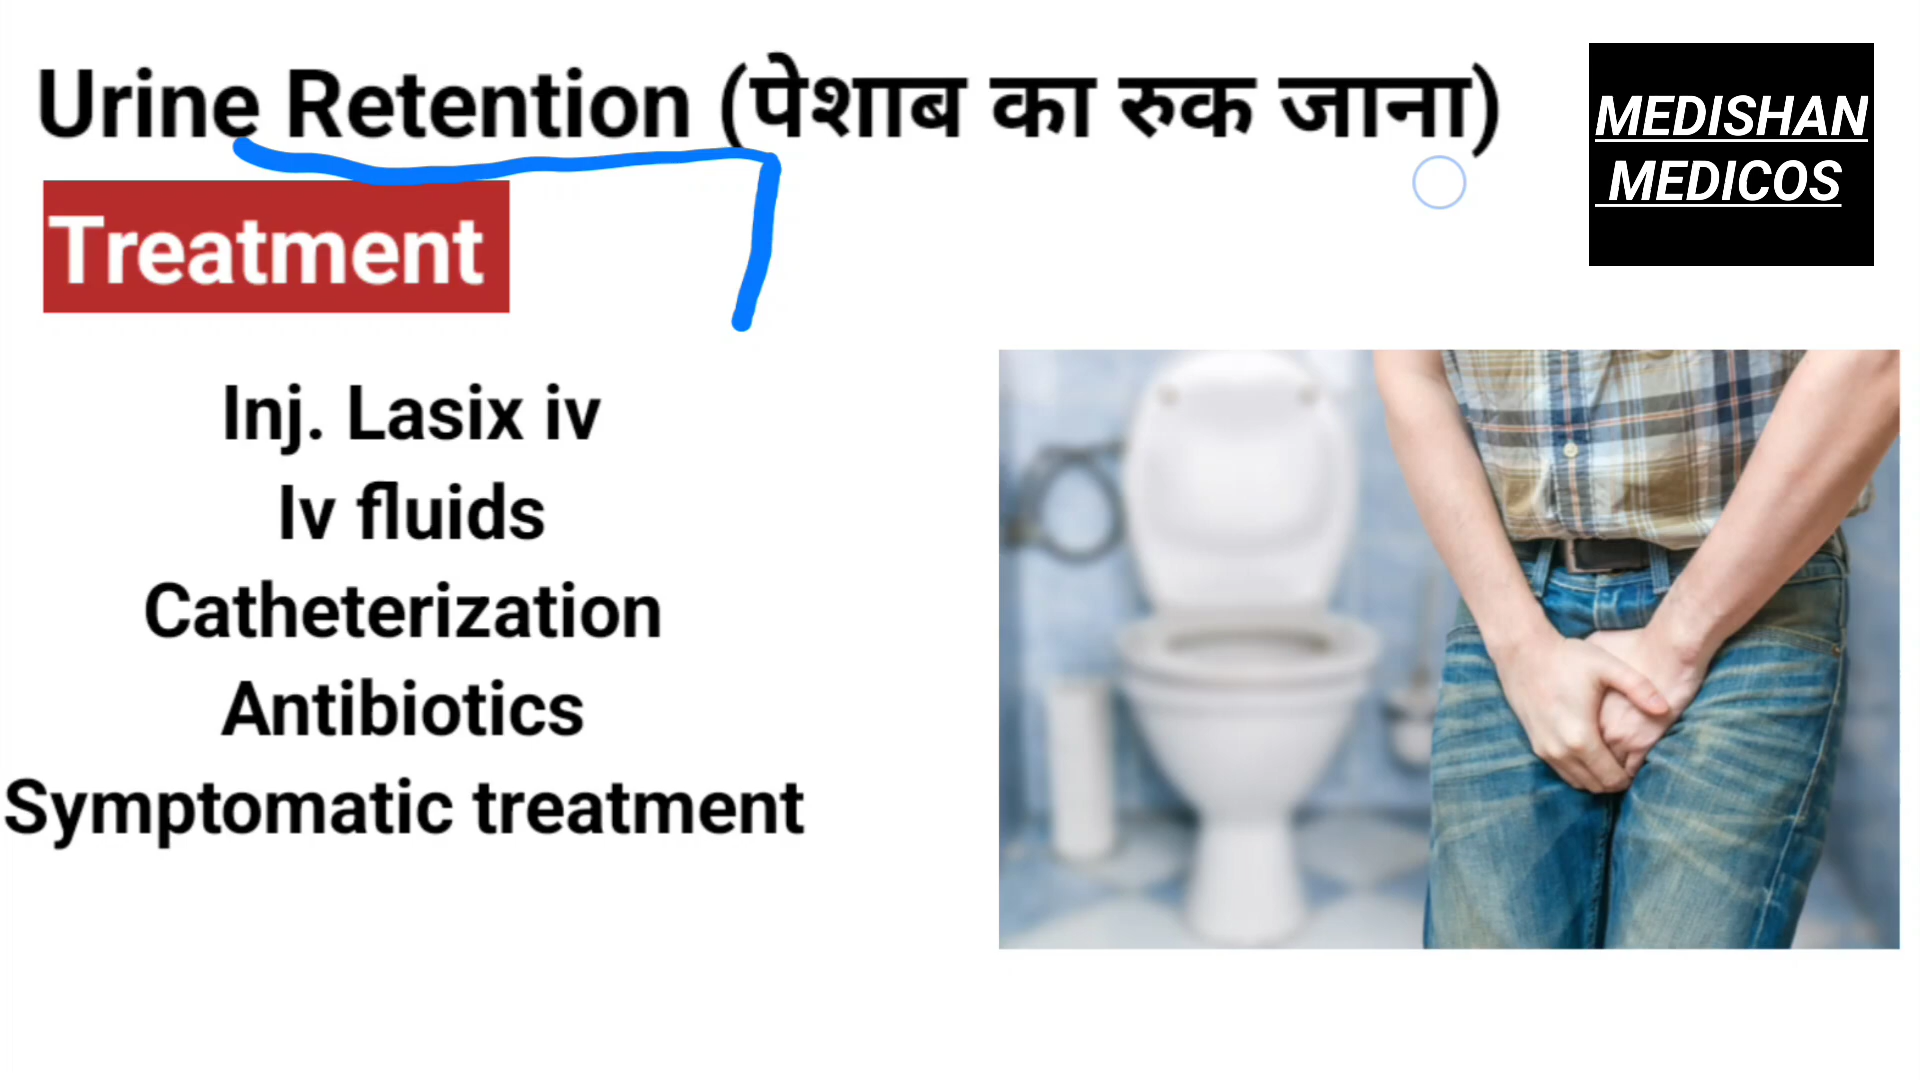 Urine Retention (पेशाब का रुक जाना)
MEDISHAN
MEDICOS
Treatment
Inj. Lasix iv
Iv fluids
Catheterization
Antibiotics
Symptomatic treatment